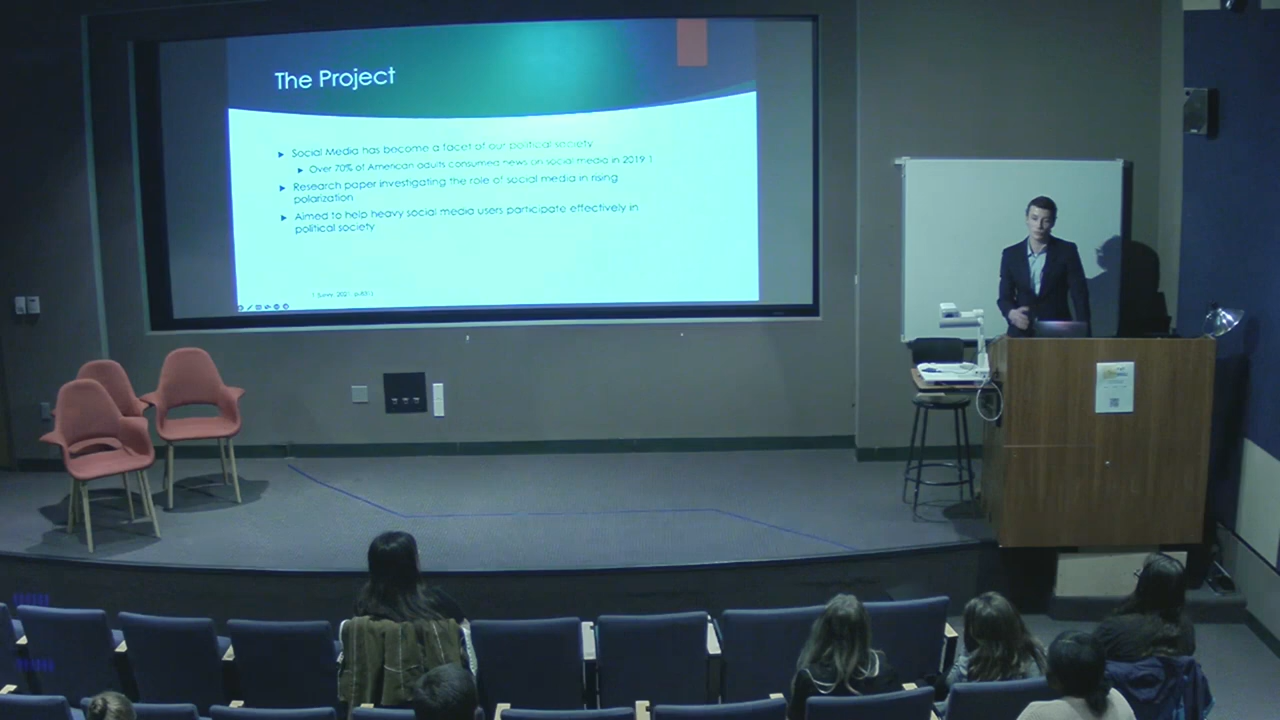 The Project
Social Media has become a facet of our political society
Over 70% of American adults consumed news on social media in 2019 1
Research paper investigating the role of social media in rising
polarization
Aimed to help heavy social media users participate effectively in
political society